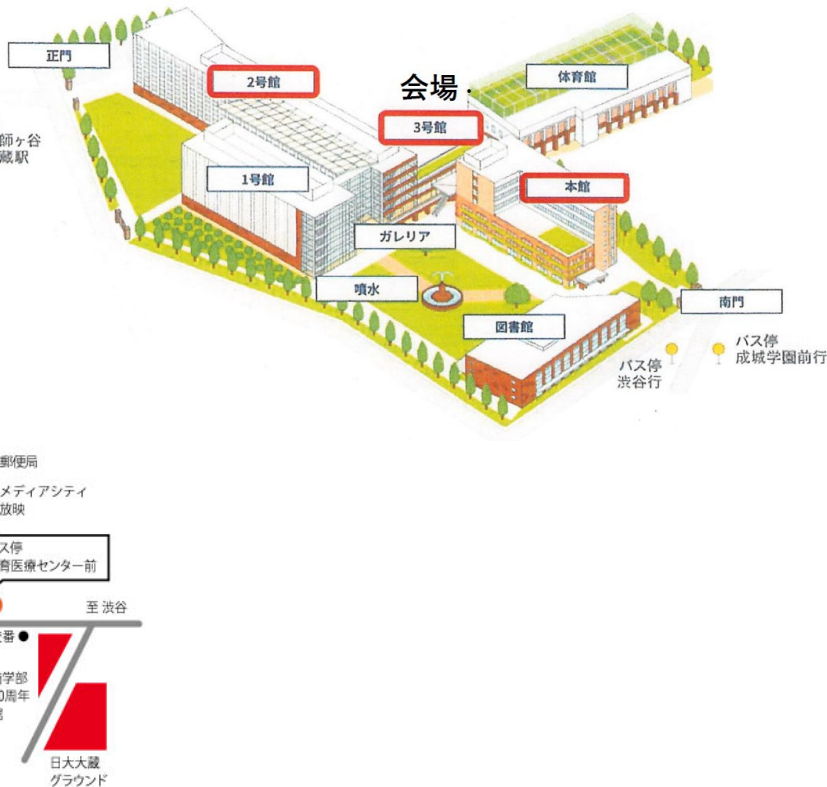 正門
2号館
会場
体育館
3号館
師ヶ谷
蔵駅
1号館
本館
ガレリア
噴水
南門
図書館
バス停
成城学園前行
バス停
渋谷行
郵便局
メディアシティ
放映
ス停
育医療センター前
至 渋谷
番
学部
0周年
日大大蔵
グラウンド